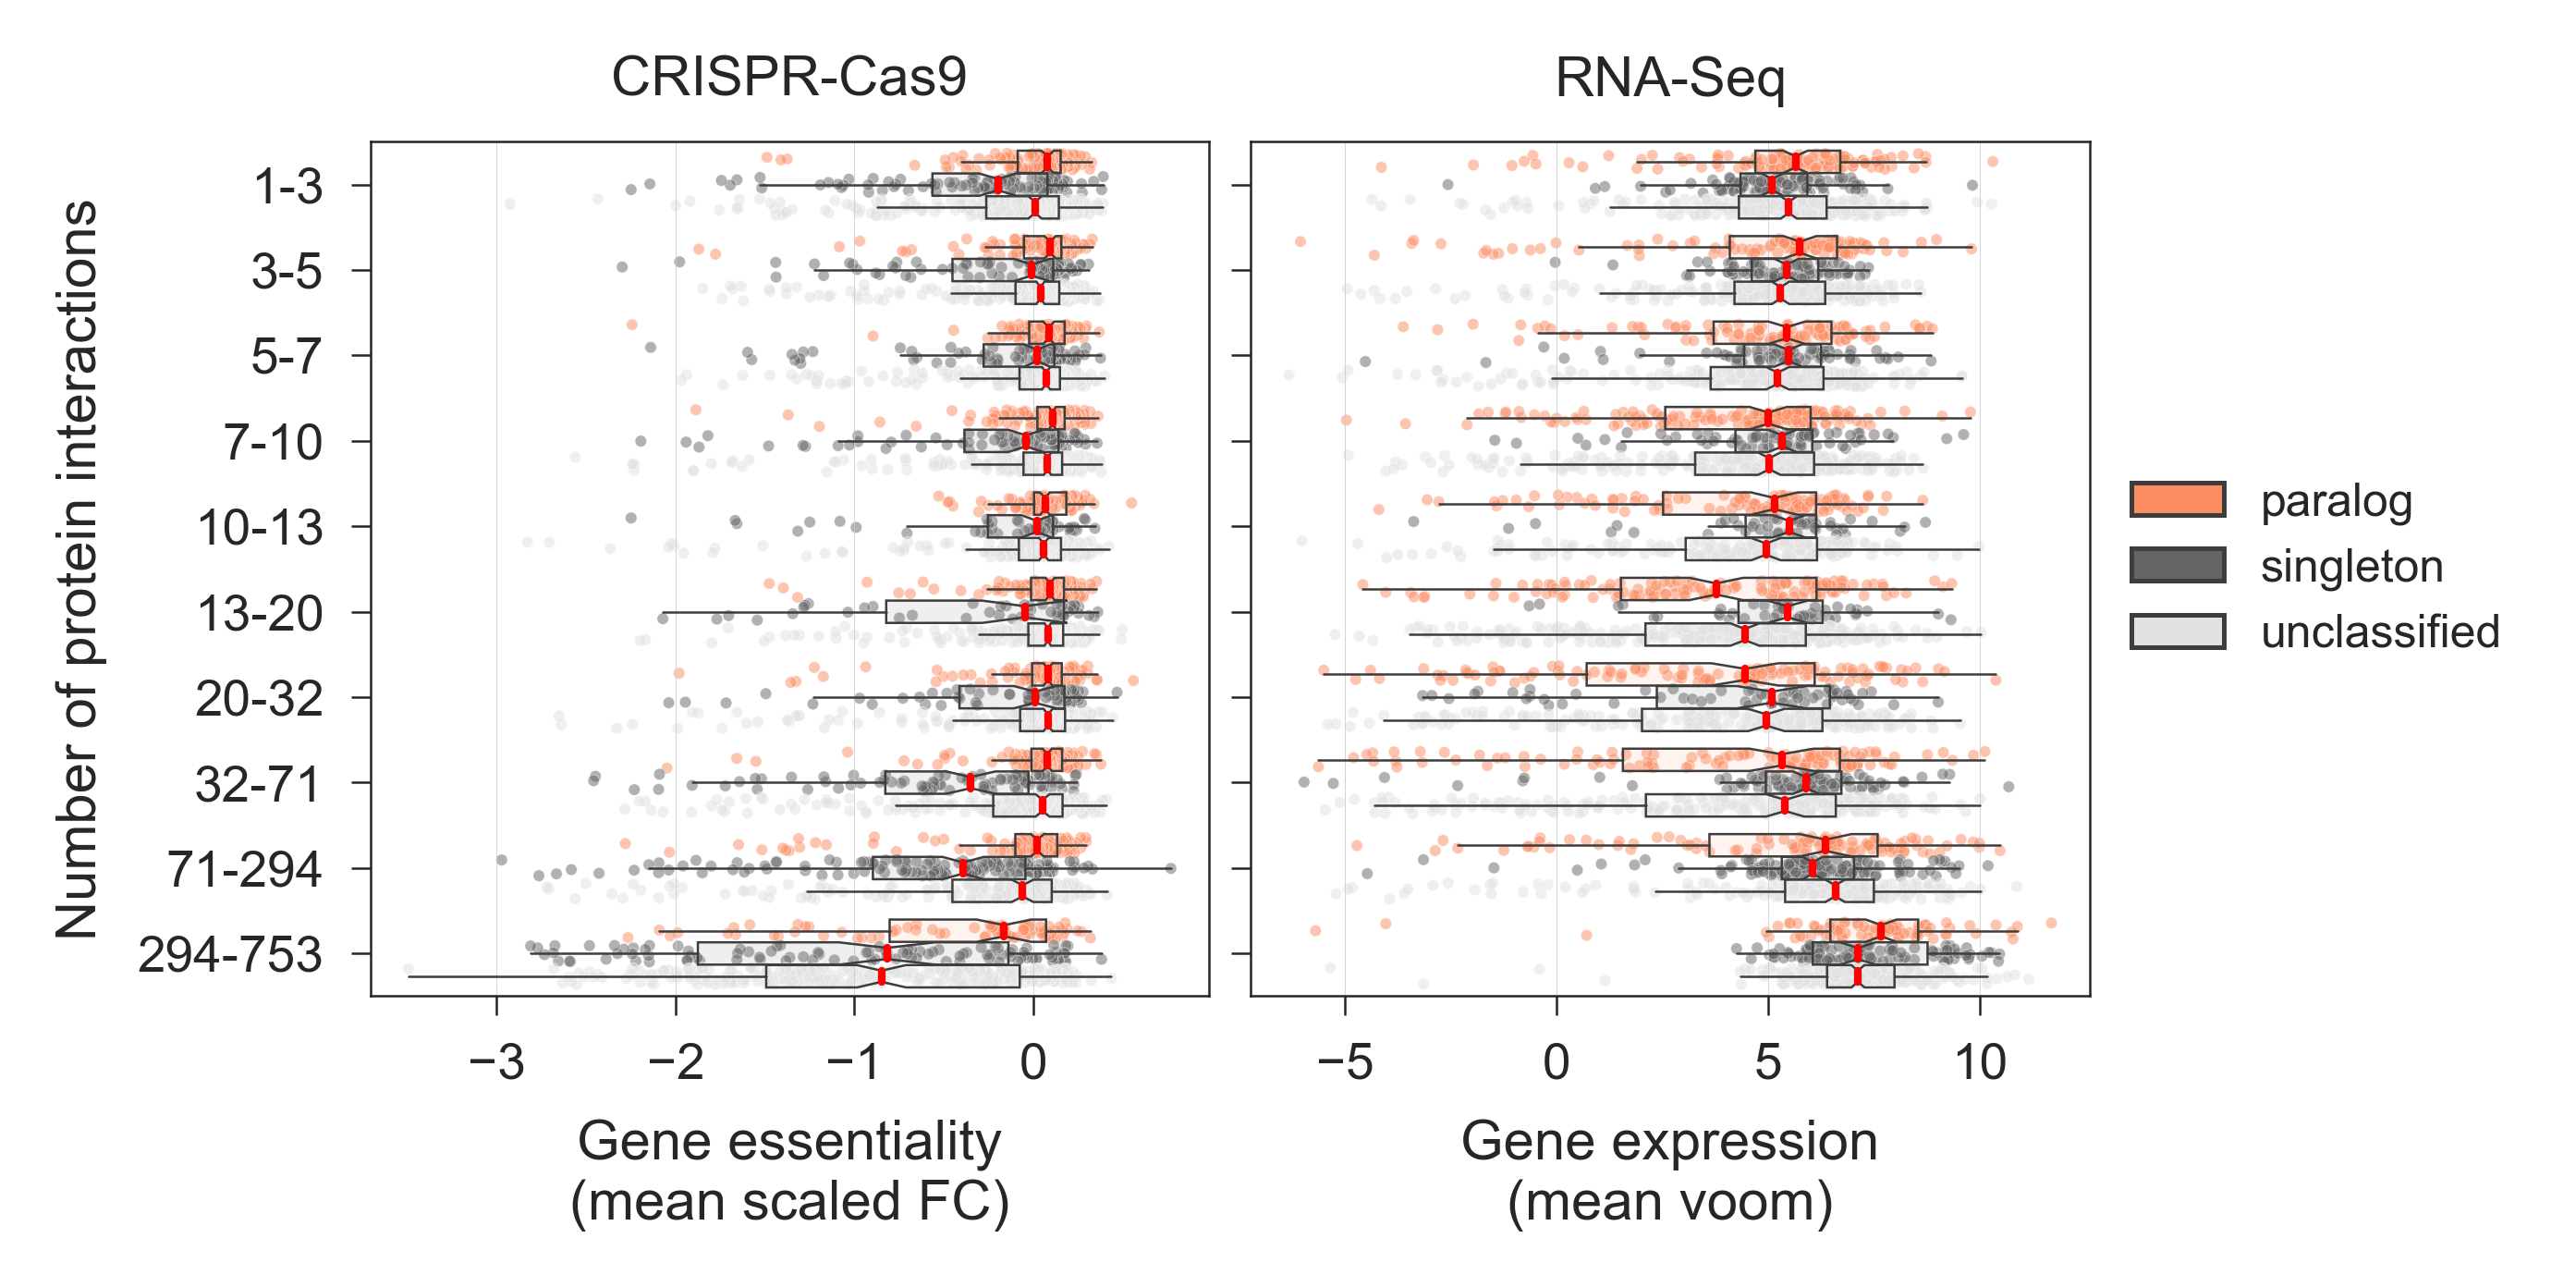 CRISPR-Cas9
RNA-Seq
Number of protein interactions
1-3
3-5
5-7
7-10
10-13
13-20
20-32
32-71
71-294
294-753
−3 −2 −1 0
−5 0 5 10
Gene essentiality
(mean scaled FC)
Gene expression
(mean voom)
paralog
singleton
unclassified